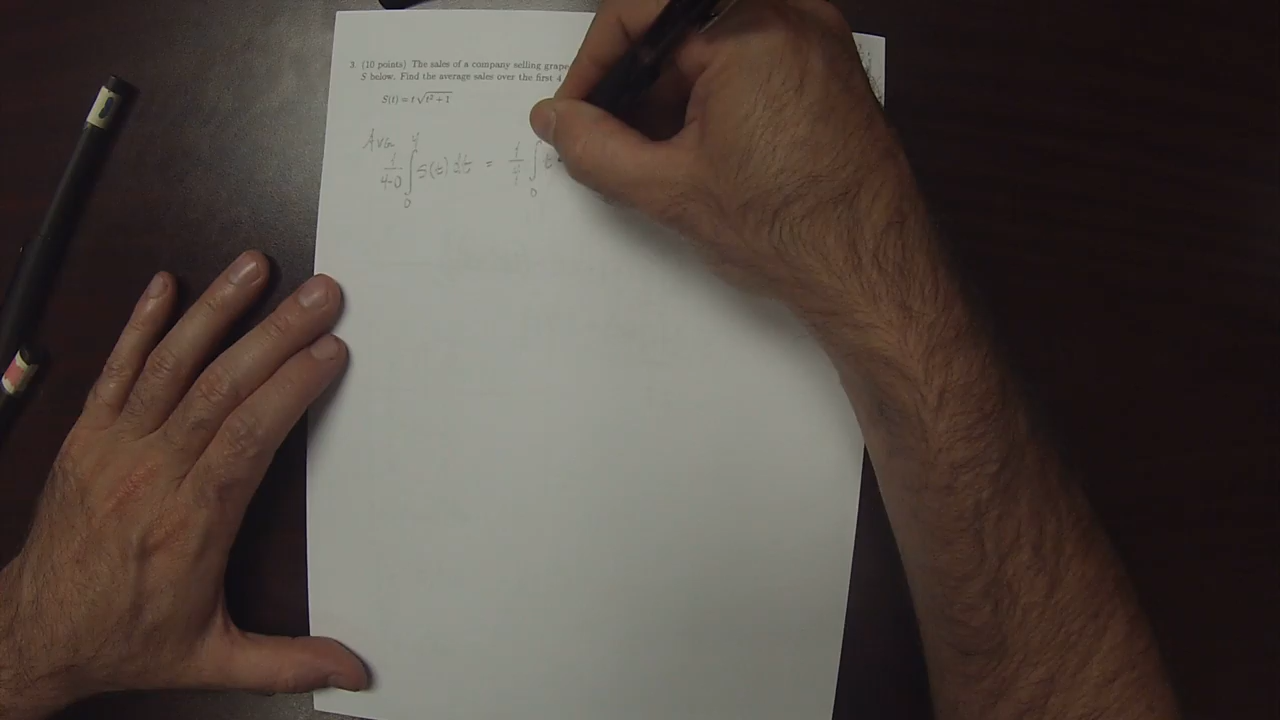 3. (10 points) The sales of a company selling grape
S below. Find the average sales over the first 4
S(t) = t√(t² + 1)
Avg
1/(4-0) ∫₀⁴ S(t) dt = 1/4 ∫₀ t